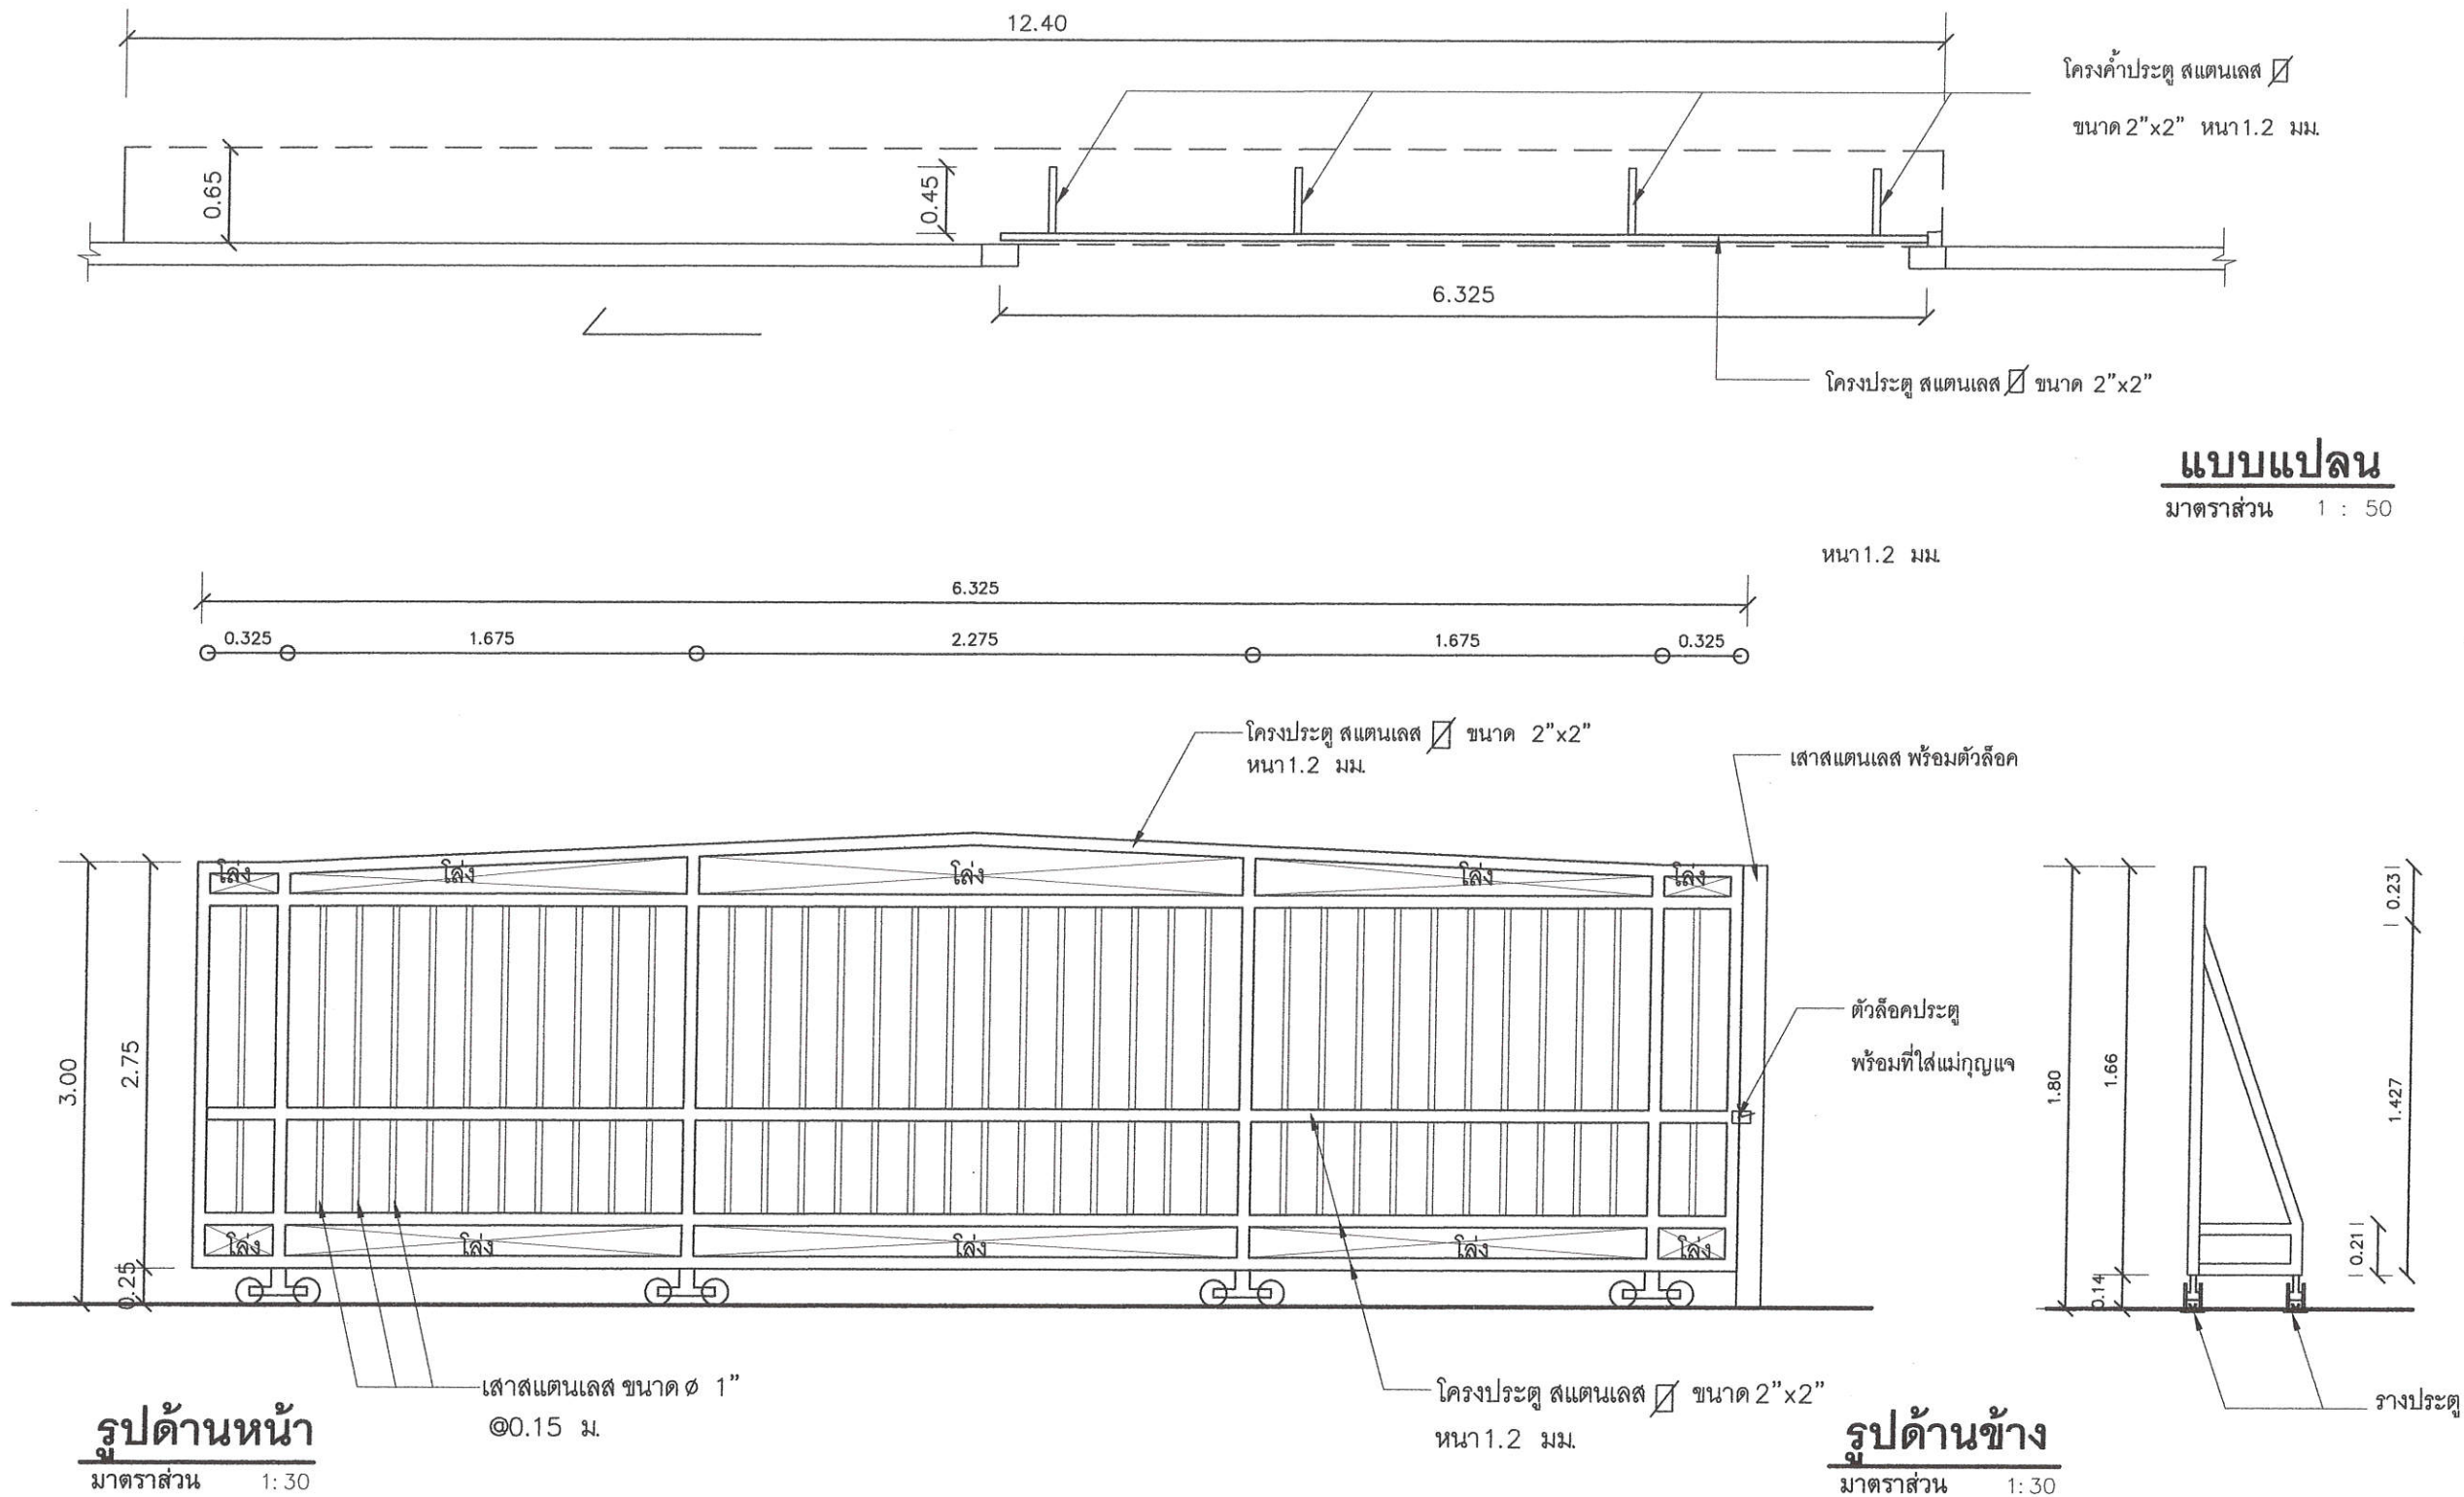 12.40
โครงค้ำประตู สแตนเลส
ขนาด 2"x2" หนา 1.2 มม.
0.65
0.45
6.325
โครงประตู สแตนเลส ขนาด 2"x2"
แบบแปลน
มาตราส่วน 1 : 50
หนา 1.2 มม.
6.325
0.325 1.675 2.275 1.675 0.325
โครงประตู สแตนเลส ขนาด 2"x2"
หนา 1.2 มม.
เสาสแตนเลส พร้อมตัวล็อค
โล่ง โล่ง โล่ง โล่ง โล่ง
3.00
2.75
0.25
ตัวล็อคประตู
พร้อมที่ใส่แม่กุญแจ
1.80
1.66
0.14
0.23
1.427
0.21
โล่ง โล่ง โล่ง โล่ง โล่ง
เสาสแตนเลส ขนาด ø 1"
@0.15 ม.
โครงประตู สแตนเลส ขนาด 2"x2"
หนา 1.2 มม.
รางประตู
รูปด้านหน้า
มาตราส่วน 1:30
รูปด้านข้าง
มาตราส่วน 1:30